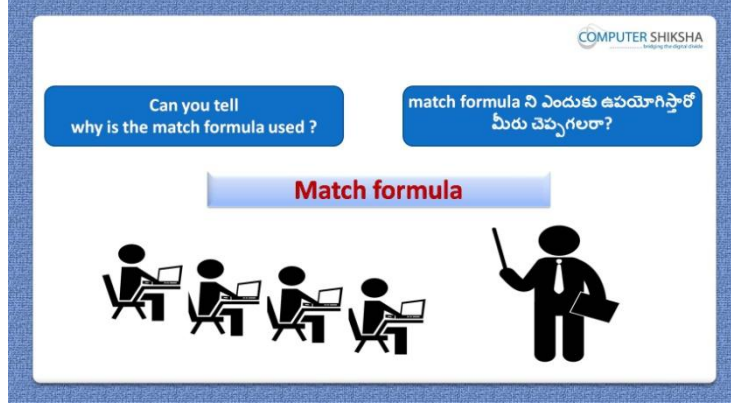 COMPUTER SHIKSHA
bridging the digital divide
Can you tell
why is the match formula used ?
match formula ని ఎందుకు ఉపయోగిస్తారో
మీరు చెప్పగలరా?
Match formula